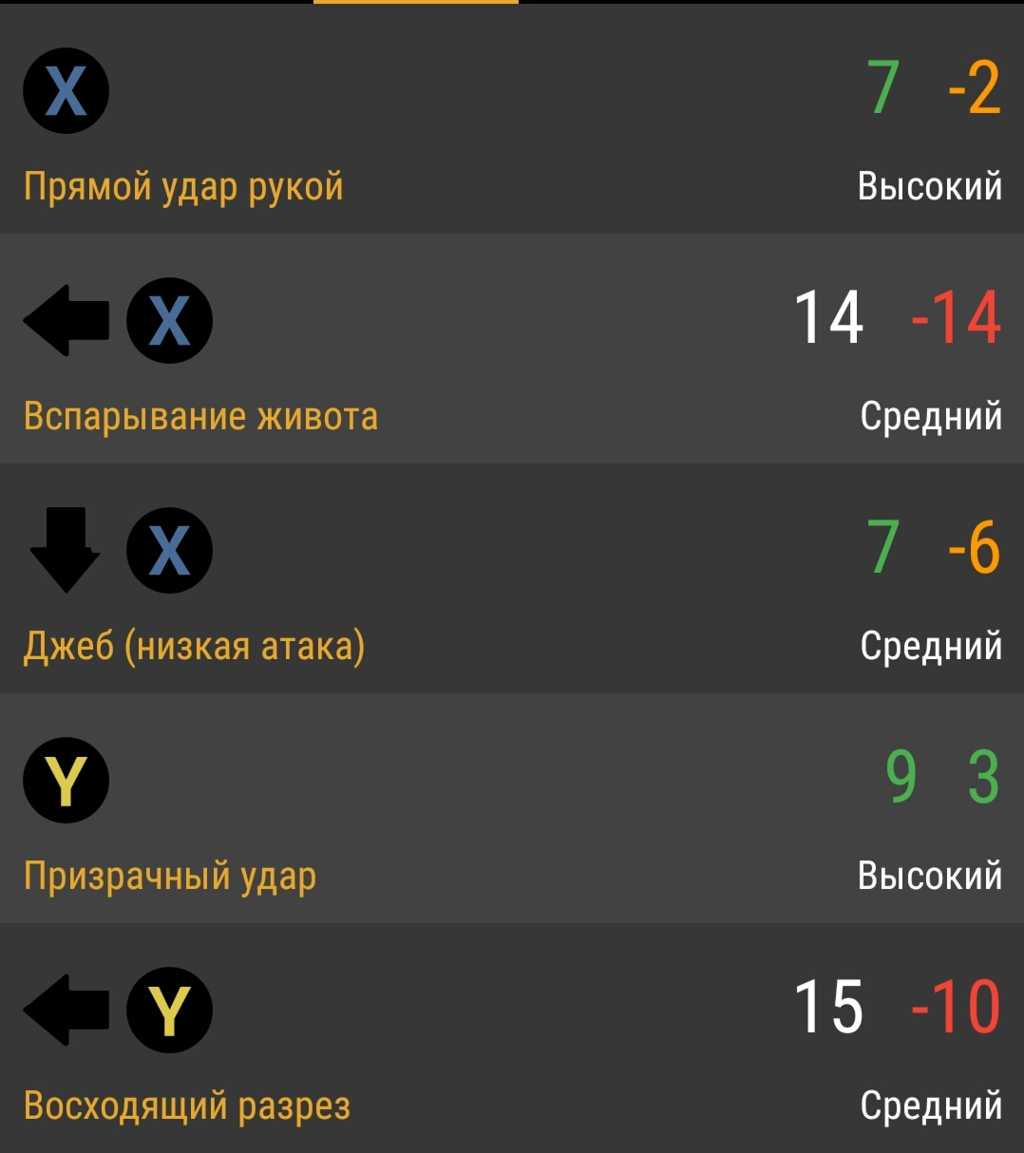 X 7 -2
Прямой удар рукой Высокий
X 14 -14
Вспарывание живота Средний
X 7 -6
Джеб (низкая атака) Средний
Y 9 3
Призрачный удар Высокий
Y 15 -10
Восходящий разрез Средний